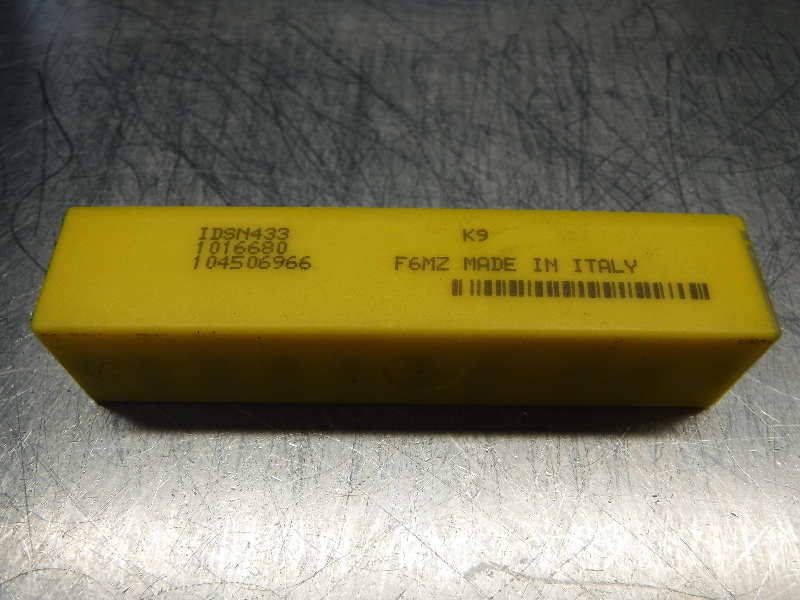 IDSN433
1016680
104506966
K9
F6MZ MADE IN ITALY